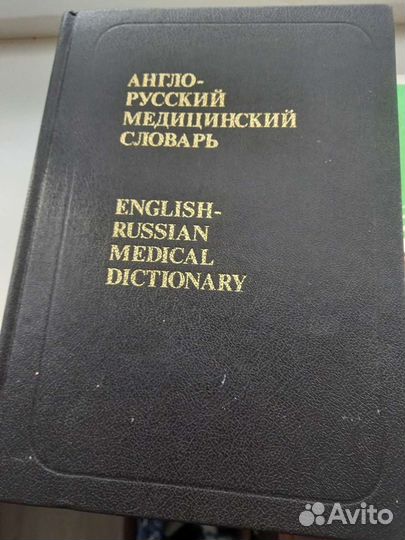 АНГЛО-
РУССКИЙ
МЕДИЦИНСКИЙ
СЛОВАРЬ
ENGLISH-
RUSSIAN
MEDICAL
DICTIONARY
Avito